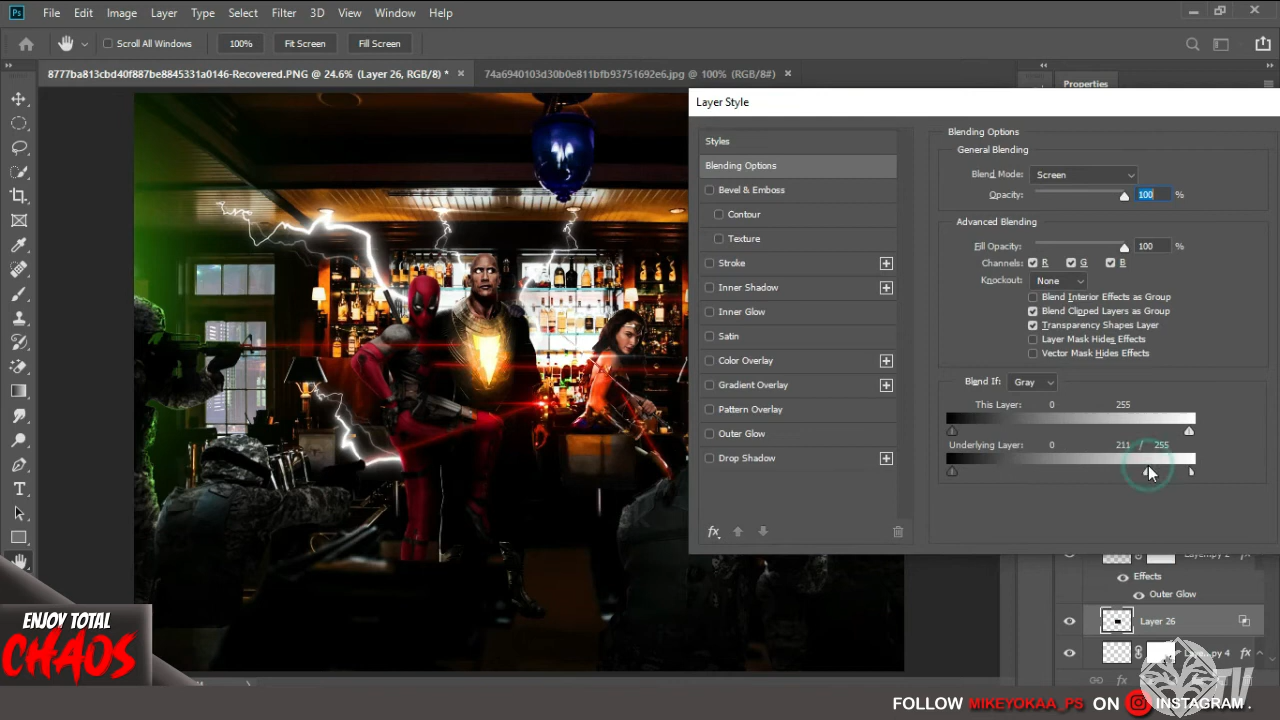 File Edit Image Layer Type Select Filter 3D View Window Help
Scroll All Windows 100% Fit Screen Fill Screen
8777ba813cbd40f887be8845331a0146-Recovered.PNG @ 24.6% (Layer 26, RGB/8) *
74a6940103d30b0e811bfb93751692e6.jpg @ 100% (RGB/8#)
Properties
Layer Style
Styles
Blending Options
Bevel & Emboss
Contour
Texture
Stroke
Inner Shadow
Inner Glow
Satin
Color Overlay
Gradient Overlay
Pattern Overlay
Outer Glow
Drop Shadow
fx
Blending Options
General Blending
Blend Mode: Screen
Opacity: 100 %
Advanced Blending
Fill Opacity: 100 %
Channels: R G B
Knockout: None
Blend Interior Effects as Group
Blend Clipped Layers as Group
Transparency Shapes Layer
Layer Mask Hides Effects
Vector Mask Hides Effects
Blend If: Gray
This Layer: 0 255
Underlying Layer: 0 211 / 255
Effects
Outer Glow
Layer 26
fx
ENJOY TOTAL
CHAOS
FOLLOW MIKEYOKAA_PS ON INSTAGRAM .
TV